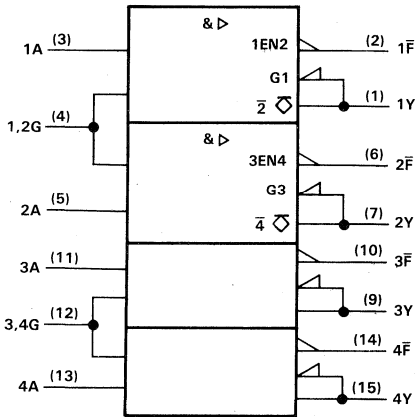 & ▷
1A (3) 1EN2 (2) 1F̅
G1
1,2G (4) 2̅ ◇ (1) 1Y
& ▷
3EN4 (6) 2F̅
G3
2A (5) 4̅ ◇ (7) 2Y
3A (11) (10) 3F̅
3,4G (12) (9) 3Y
(14) 4F̅
4A (13) (15) 4Y